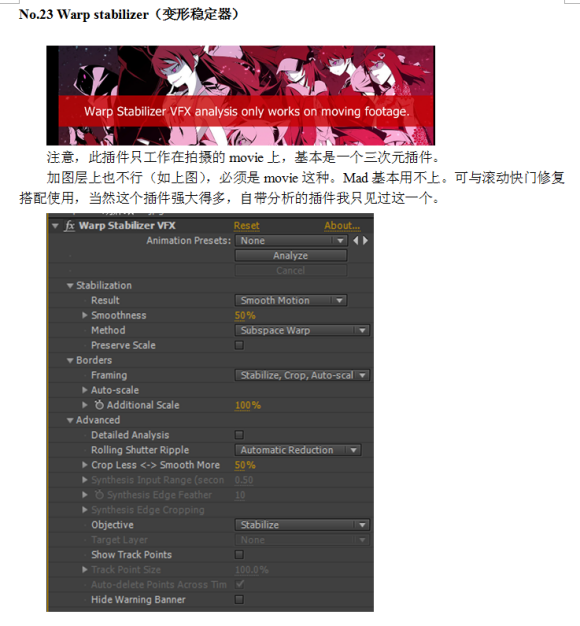 No.23 Warp stabilizer（变形稳定器）
Warp Stabilizer VFX analysis only works on moving footage.
注意，此插件只工作在拍摄的 movie 上，基本是一个三次元插件。
加图层上也不行（如上图），必须是 movie 这种。Mad 基本用不上。可与滚动快门修复
搭配使用，当然这个插件强大得多，自带分析的插件我只见过这一个。
fx Warp Stabilizer VFX Reset About...
Animation Presets: None
Analyze
Cancel
Stabilization
Result Smooth Motion
Smoothness 50%
Method Subspace Warp
Preserve Scale
Borders
Framing Stabilize, Crop, Auto-scal
Auto-scale
Additional Scale 100%
Advanced
Detailed Analysis
Rolling Shutter Ripple Automatic Reduction
Crop Less <-> Smooth More 50%
Synthesis Input Range (secon 0.50
Synthesis Edge Feather 10
Synthesis Edge Cropping
Objective Stabilize
Target Layer None
Show Track Points
Track Point Size 100.0%
Auto-delete Points Across Tim
Hide Warning Banner